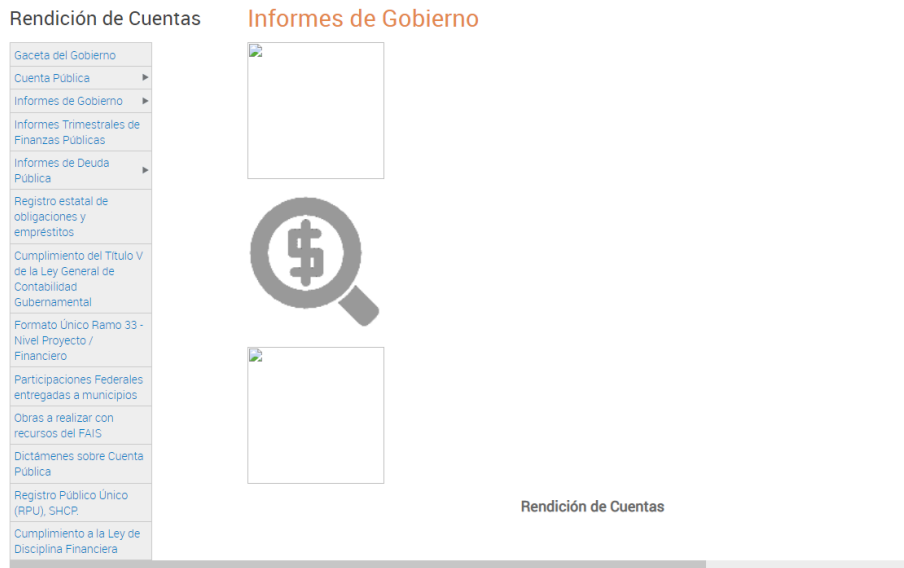 Rendición de Cuentas
Informes de Gobierno
Gaceta del Gobierno
Cuenta Pública
Informes de Gobierno
Informes Trimestrales de
Finanzas Públicas
Informes de Deuda
Pública
Registro estatal de
obligaciones y
empréstitos
Cumplimiento del Título V
de la Ley General de
Contabilidad
Gubernamental
Formato Único Ramo 33 -
Nivel Proyecto /
Financiero
Participaciones Federales
entregadas a municipios
Obras a realizar con
recursos del FAIS
Dictámenes sobre Cuenta
Pública
Registro Público Único
(RPU), SHCP.
Cumplimiento a la Ley de
Disciplina Financiera
$
Rendición de Cuentas